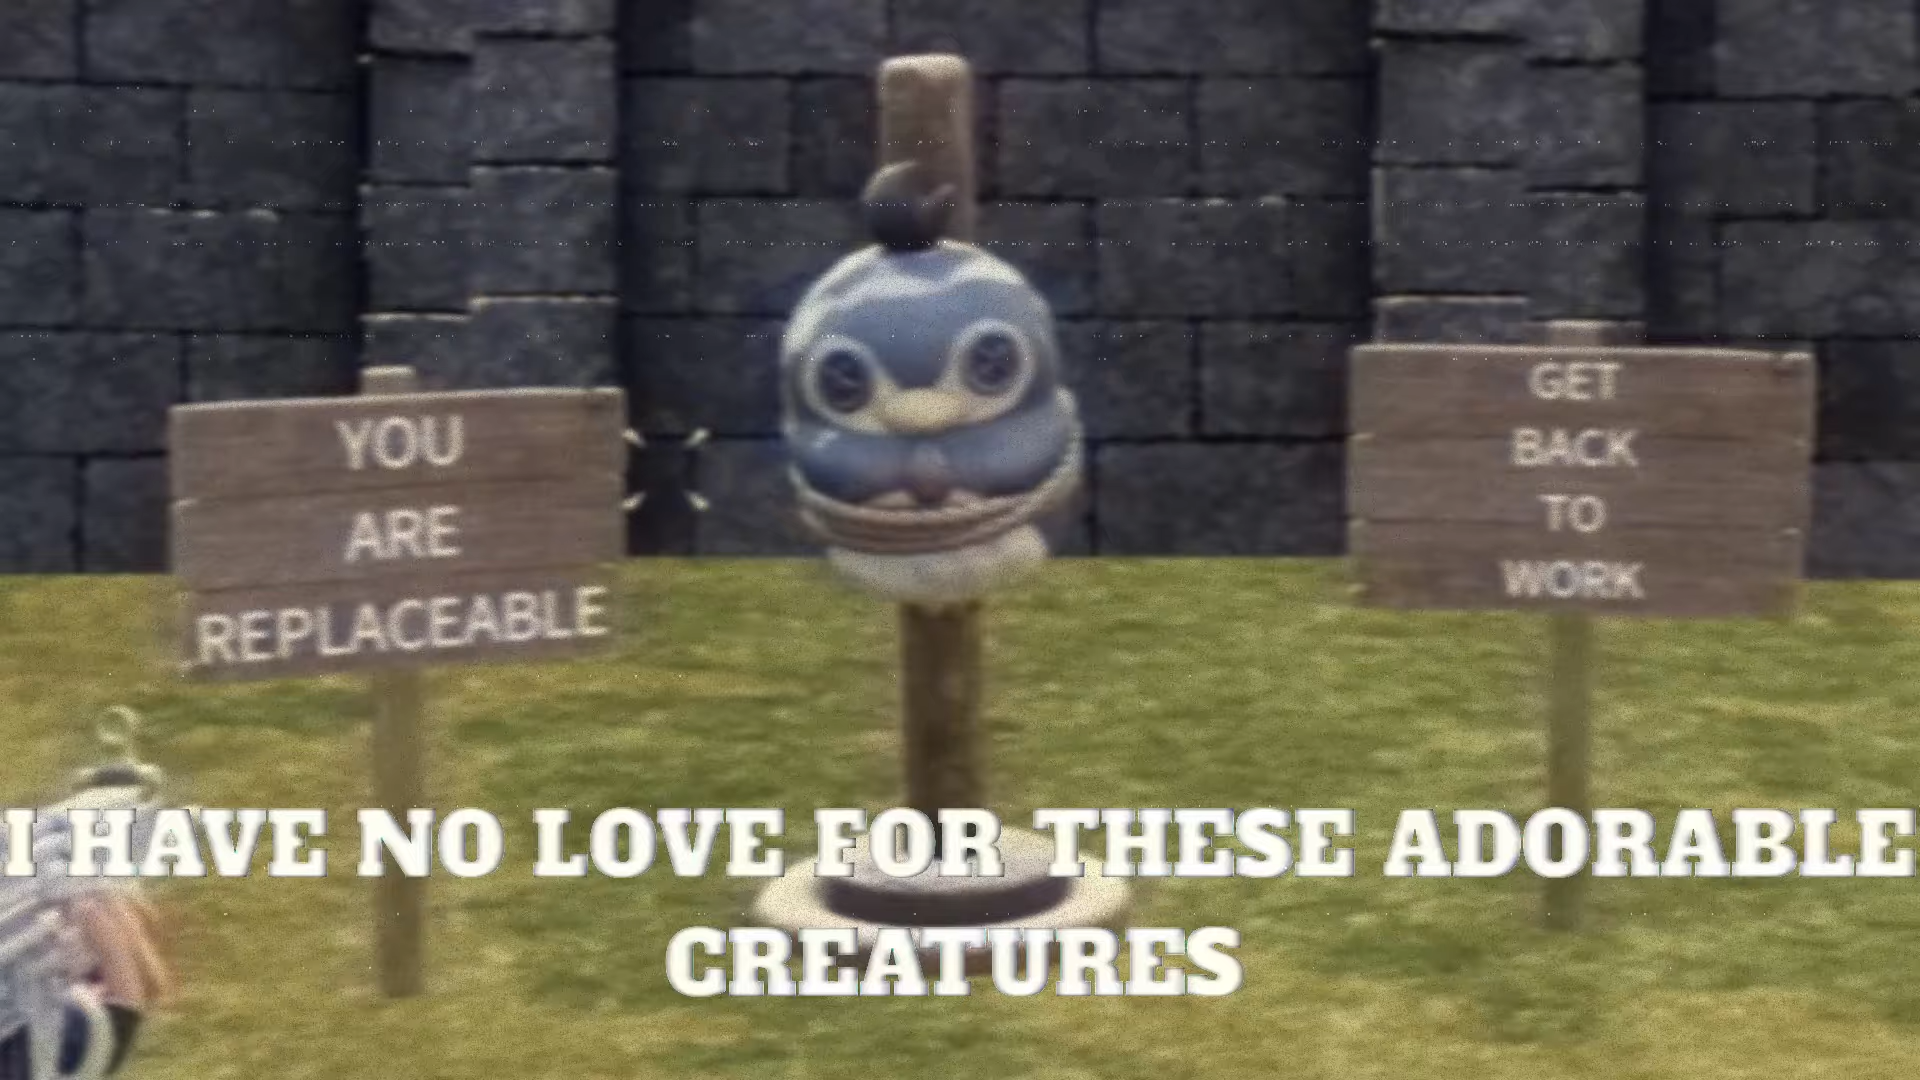 YOU
ARE
REPLACEABLE
GET
BACK
TO
WORK
I HAVE NO LOVE FOR THESE ADORABLE
CREATURES